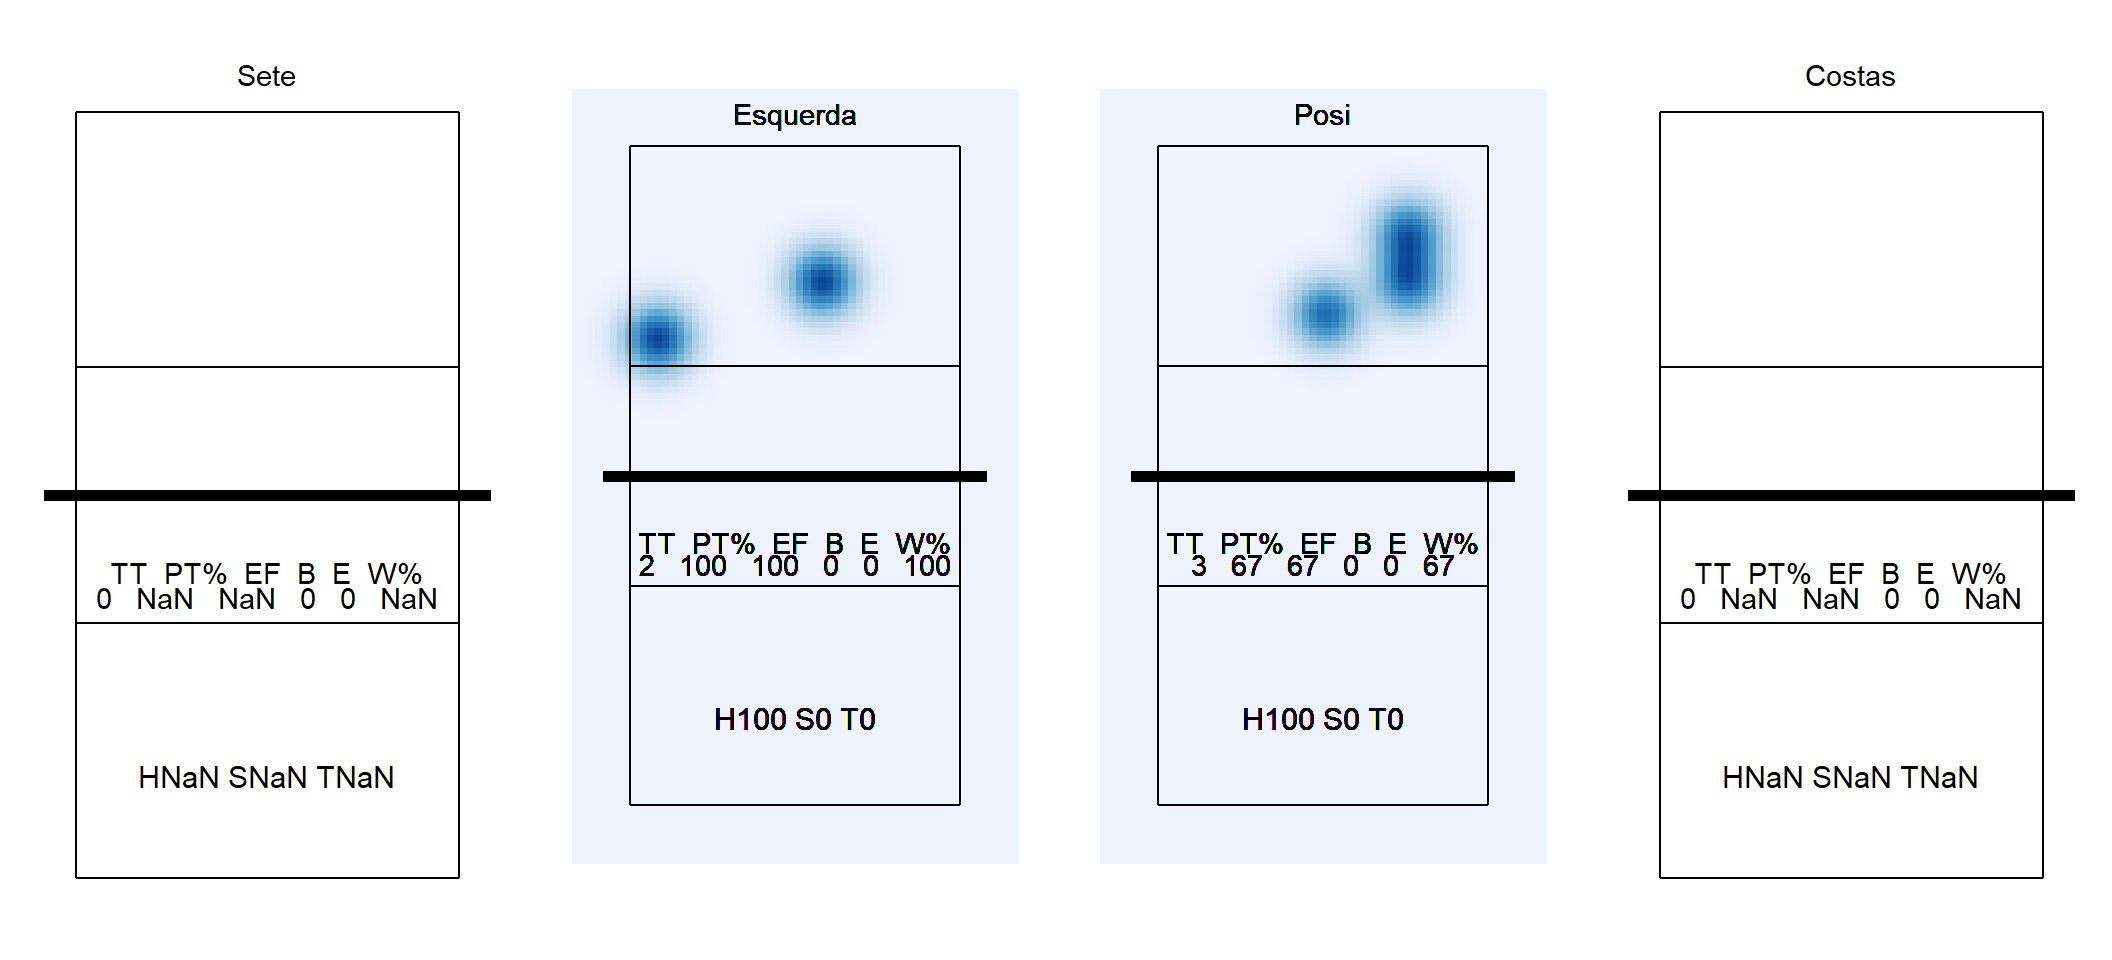 Sete
TT PT% EF B E W%
0 NaN NaN 0 0 NaN
HNaN SNaN TNaN
Esquerda
TT PT% EF B E W%
2 100 100 0 0 100
H100 S0 T0
Posi
TT PT% EF B E W%
3 67 67 0 0 67
H100 S0 T0
Costas
TT PT% EF B E W%
0 NaN NaN 0 0 NaN
HNaN SNaN TNaN